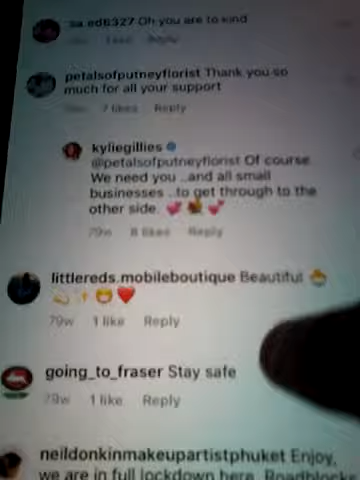 sa.ed6327 Oh you are to kind
1 like Reply
petalsofputneyflorist Thank you so
much for all your support
7 likes Reply
kyliegillies
@petalsofputneyflorist Of course
We need you ..and all small
businesses ..to get through to the
other side. 💕 💐 💕
79w 8 likes Reply
littlereds.mobileboutique Beautiful
❤️
79w 1 like Reply
going_to_fraser Stay safe
79w 1 like Reply
neildonkinmakeupartistphuket Enjoy,
we are in full lockdown here. Roadblocks